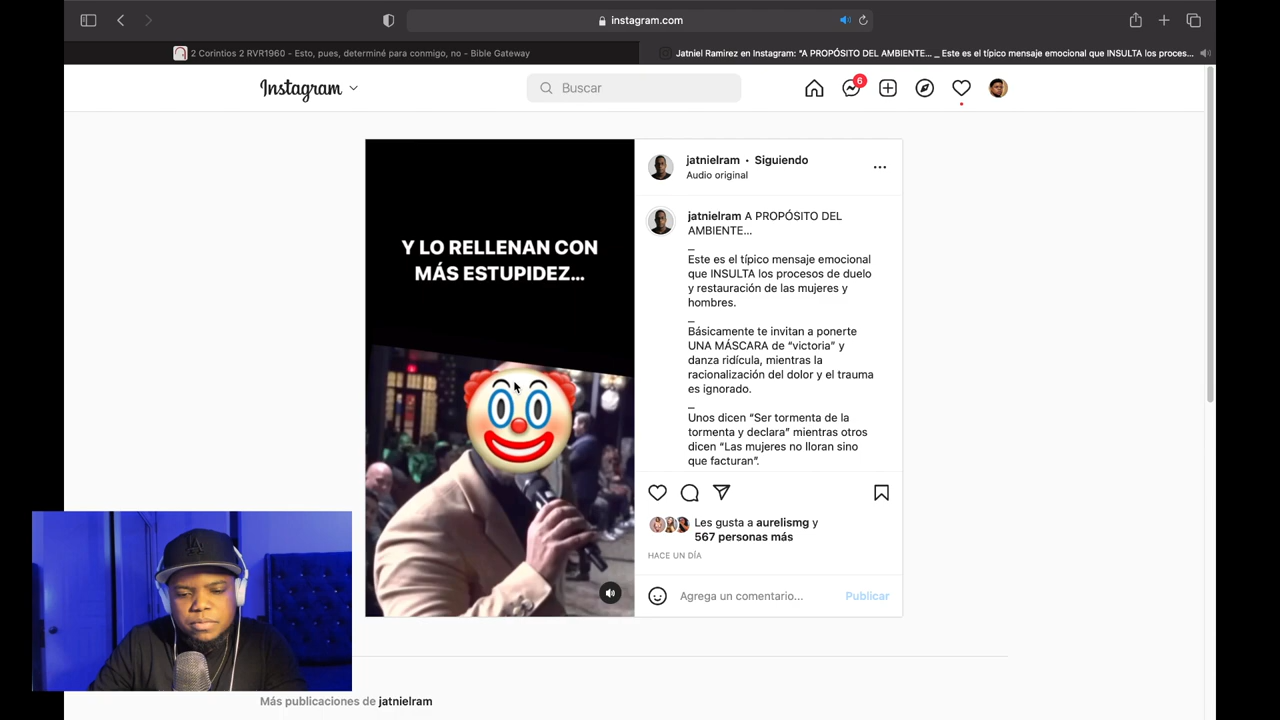 instagram.com
2 Corintios 2 RVR1960 - Esto, pues, determiné para conmigo, no - Bible Gateway
Jatniel Ramirez en Instagram: “A PROPÓSITO DEL AMBIENTE... _ Este es el típico mensaje emocional que INSULTA los proces...
Instagram
Buscar
6
Y LO RELLENAN CON
MÁS ESTUPIDEZ...
jatnielram • Siguiendo
Audio original
jatnielram A PROPÓSITO DEL
AMBIENTE...
_
Este es el típico mensaje emocional
que INSULTA los procesos de duelo
y restauración de las mujeres y
hombres.
_
Básicamente te invitan a ponerte
UNA MÁSCARA de “victoria” y
danza ridícula, mientras la
racionalización del dolor y el trauma
es ignorado.
_
Unos dicen “Ser tormenta de la
tormenta y declara” mientras otros
dicen “Las mujeres no lloran sino
que facturan”.
Les gusta a aurelismg y
567 personas más
HACE UN DÍA
Agrega un comentario...
Publicar
LA
Más publicaciones de jatnielram